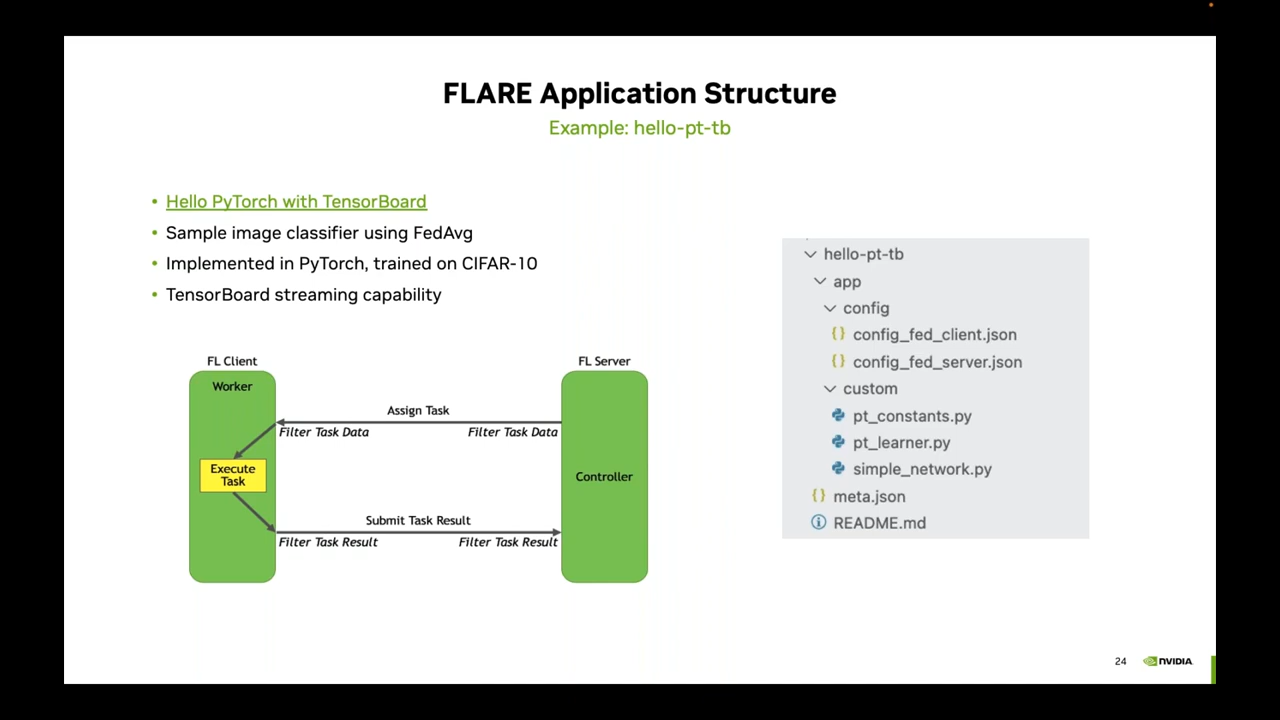 FLARE Application Structure
Example: hello-pt-tb
• Hello PyTorch with TensorBoard
• Sample image classifier using FedAvg
• Implemented in PyTorch, trained on CIFAR-10
• TensorBoard streaming capability
FL Client
Worker
Execute
Task
Assign Task
Filter Task Data
Filter Task Data
Submit Task Result
Filter Task Result
Filter Task Result
FL Server
Controller
hello-pt-tb
app
config
{} config_fed_client.json
{} config_fed_server.json
custom
pt_constants.py
pt_learner.py
simple_network.py
{} meta.json
README.md
24
NVIDIA